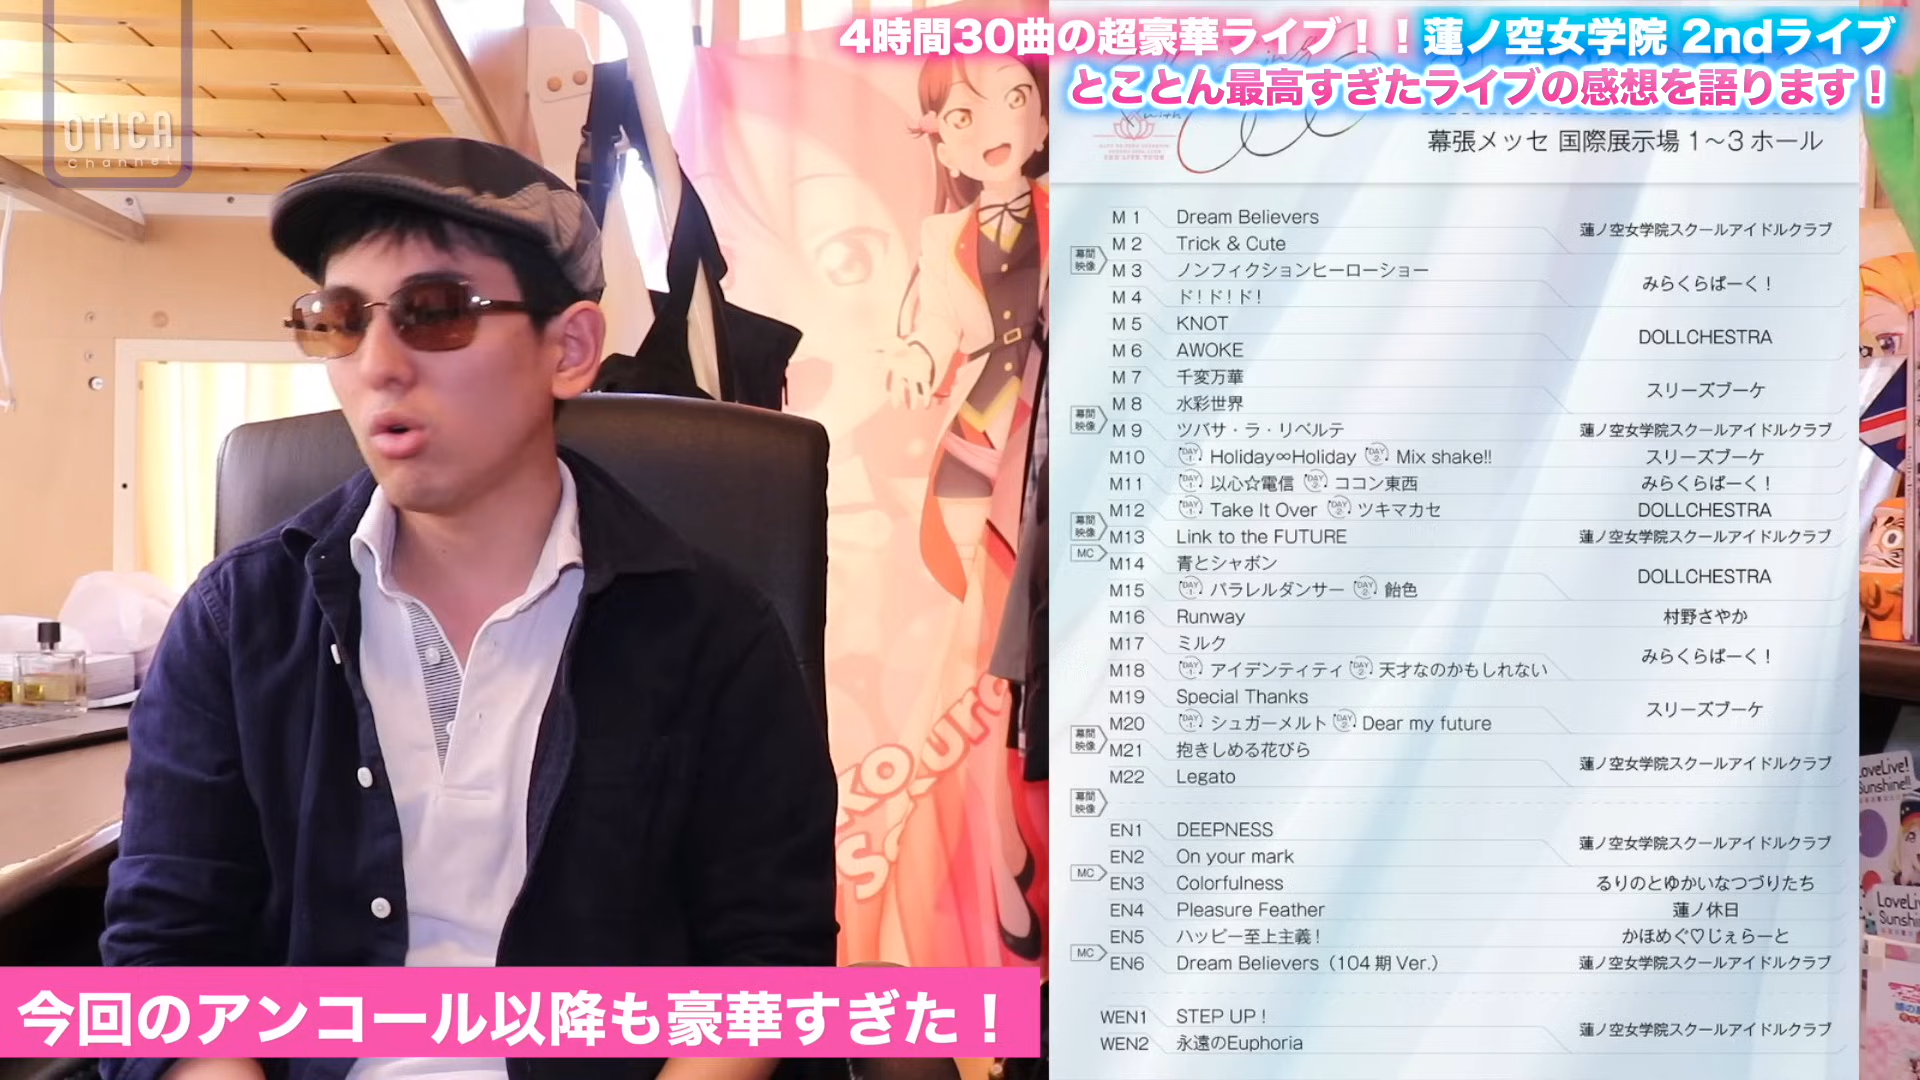 OTICA
Channel
4時間30曲の超豪華ライブ！！蓮ノ空女学院 2ndライブ
とことん最高すぎたライブの感想を語ります！
幕張メッセ 国際展示場 1～3 ホール
M 1 Dream Believers 蓮ノ空女学院スクールアイドルクラブ
M 2 Trick & Cute
幕間映像
M 3 ノンフィクションヒーローショー みらくらぱーく！
M 4 ド！ド！ド！
M 5 KNOT DOLLCHESTRA
M 6 AWOKE
M 7 千変万華 スリーズブーケ
M 8 水彩世界
幕間映像
M 9 ツバサ・ラ・リベルテ 蓮ノ空女学院スクールアイドルクラブ
M10 DAY1 Holiday∞Holiday DAY2 Mix shake!! スリーズブーケ
M11 DAY1 以心☆電信 DAY2 ココン東西 みらくらぱーく！
M12 DAY1 Take It Over DAY2 ツキマカセ DOLLCHESTRA
幕間映像
M13 Link to the FUTURE 蓮ノ空女学院スクールアイドルクラブ
MC
M14 青とシャボン DOLLCHESTRA
M15 DAY1 パラレルダンサー DAY2 飴色
M16 Runway 村野さやか
M17 ミルク みらくらぱーく！
M18 DAY1 アイデンティティ DAY2 天才なのかもしれない
M19 Special Thanks スリーズブーケ
M20 DAY1 シュガーメルト DAY2 Dear my future
幕間映像
M21 抱きしめる花びら 蓮ノ空女学院スクールアイドルクラブ
M22 Legato
幕間映像
EN1 DEEPNESS 蓮ノ空女学院スクールアイドルクラブ
EN2 On your mark
MC
EN3 Colorfulness るりのとゆかいなつづりたち
EN4 Pleasure Feather 蓮ノ休日
EN5 ハッピー至上主義！ かほめぐ♡じぇらーと
MC
EN6 Dream Believers（104期 Ver.） 蓮ノ空女学院スクールアイドルクラブ
WEN1 STEP UP！ 蓮ノ空女学院スクールアイドルクラブ
WEN2 永遠のEuphoria
今回のアンコール以降も豪華すぎた！
LoveLive!
Sunshine!!